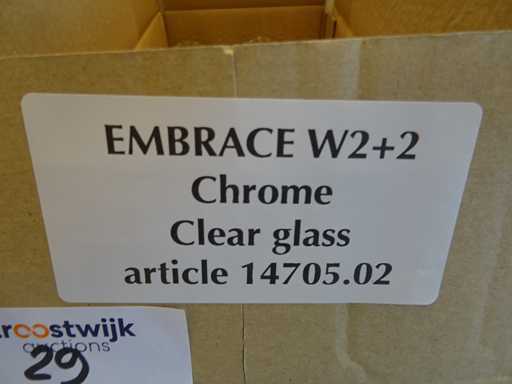 EMBRACE W2+2
Chrome
Clear glass
article 14705.02
roostwijk
auctions
29